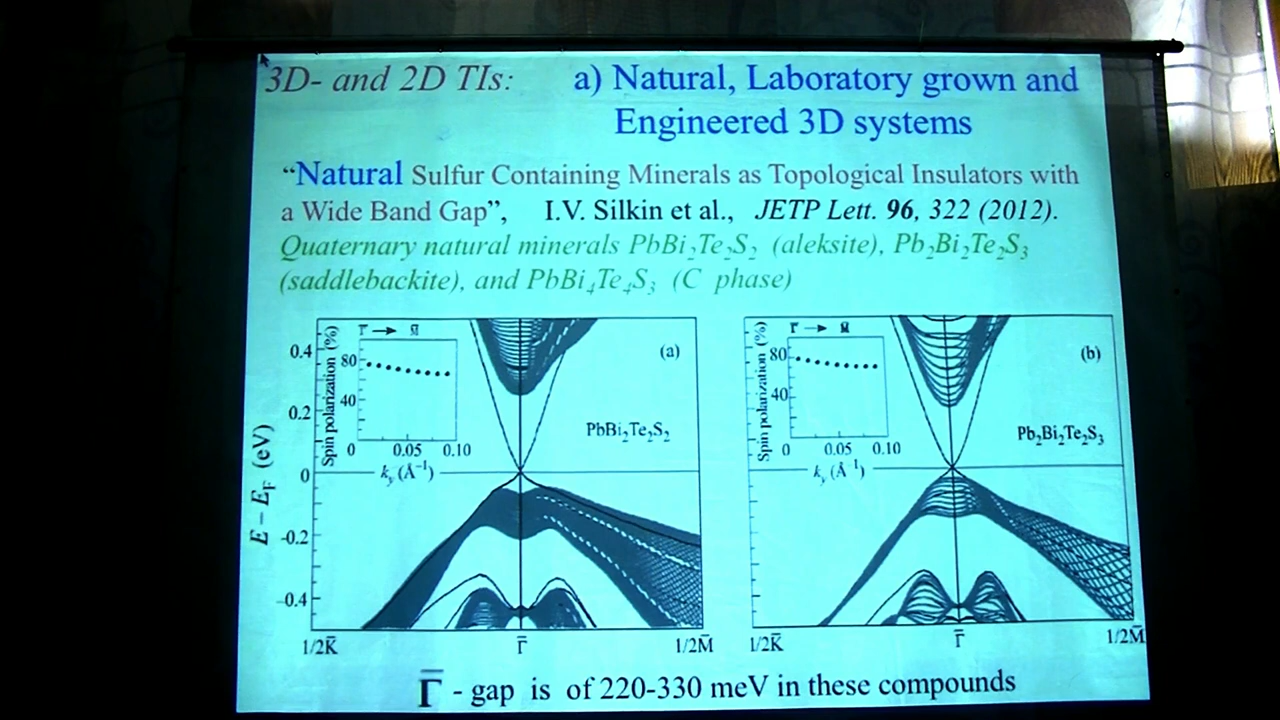 3D- and 2D TIs: a) Natural, Laboratory grown and
Engineered 3D systems
“Natural Sulfur Containing Minerals as Topological Insulators with
a Wide Band Gap”, I.V. Silkin et al., JETP Lett. 96, 322 (2012).
Quaternary natural minerals PbBi₂Te₂S₂ (aleksite), Pb₂Bi₂Te₂S₃
(saddlebackite), and PbBi₄Te₄S₃ (C phase)
E – E_F (eV)
0.4
0.2
0
-0.2
-0.4
Spin polarization (%)
80
40
0 0.05 0.10
k_y (Å⁻¹)
(a)
PbBi₂Te₂S₂
1/2K̄ Γ̄ 1/2M̄
Spin polarization (%)
80
40
0 0.05 0.10
k_y (Å⁻¹)
(b)
Pb₂Bi₂Te₂S₃
1/2K̄ Γ̄ 1/2M̄
Γ̄ - gap is of 220-330 meV in these compounds